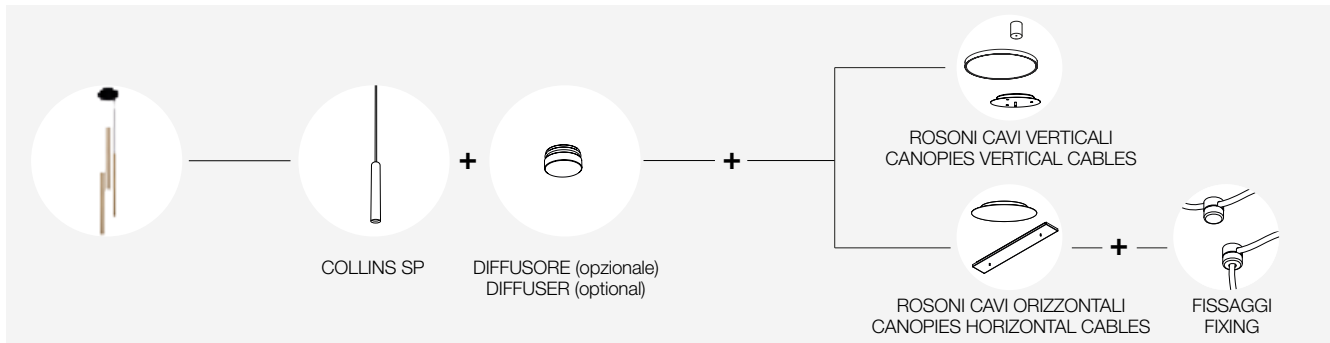 ROSONI CAVI VERTICALI
CANOPIES VERTICAL CABLES
+
+
+
COLLINS SP
DIFFUSORE (opzionale)
DIFFUSER (optional)
ROSONI CAVI ORIZZONTALI
CANOPIES HORIZONTAL CABLES
FISSAGGI
FIXING